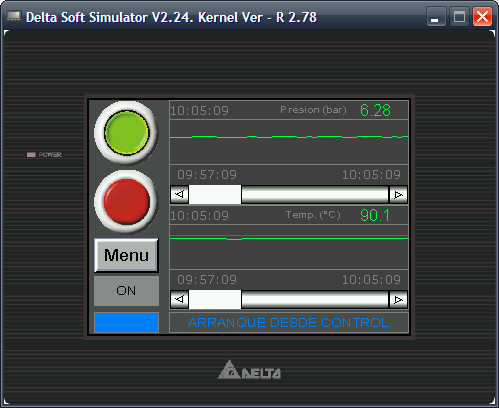 Delta Soft Simulator V2.24. Kernel Ver - R 2.78
POWER
10:05:09 Presion (bar) 6.28
09:57:09 10:05:09
10:05:09 Temp. (°C) 90.1
Menu
09:57:09 10:05:09
ON
ARRANQUE DESDE CONTROL
DELTA